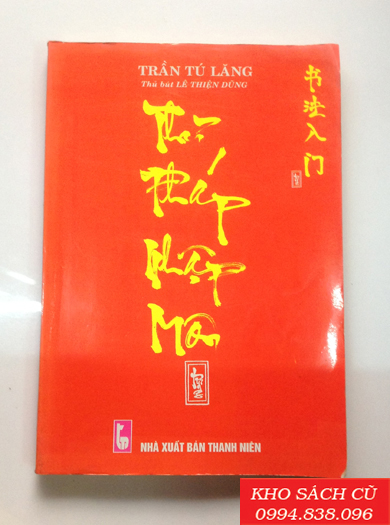 TRẦN TÚ LĂNG
Thủ bút LÊ THIỆN DŨNG
书法入门
Thư
Pháp
Nhập
Môn
NHÀ XUẤT BẢN THANH NIÊN
KHO SÁCH CŨ
0994.838.096